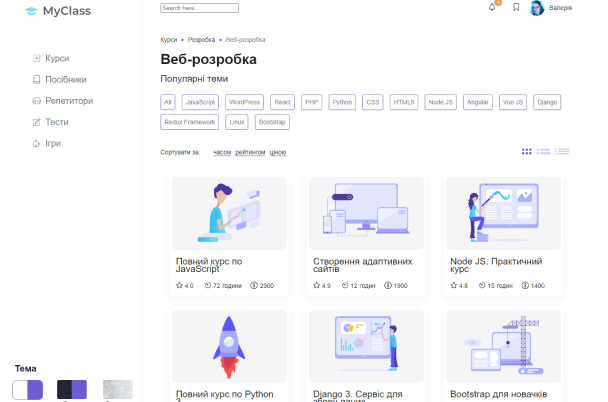 MyClass
Search here...
Валерія
Курси
Посібники
Репетитори
Тести
Ігри
Курси • Розробка • Веб-розробка
Веб-розробка
Популярні теми
All JavaScript WordPress React PHP Python CSS HTML5 Node.JS Angular Vue JS Django
Redux Framework Linux Bootstrap
Сортувати за: часом рейтингом ціною
Повний курс по
JavaScript
4.0 72 години 2900
Створення адаптивних
сайтів
4.9 12 годин 1900
Node JS. Практичний
курс
4.8 15 годин 1400
Повний курс по Python
3
Django 3. Сервіс для
збору даних
Bootstrap для новачків
Тема